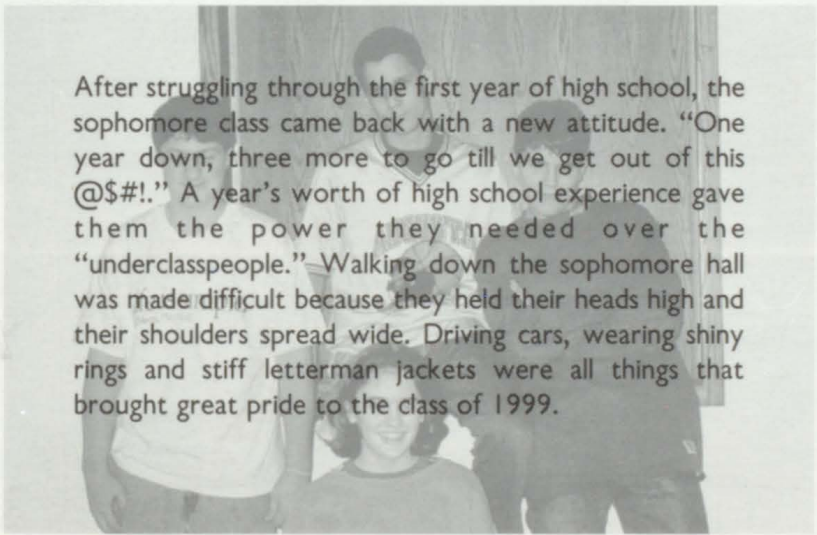 After struggling through the first year of high school, the
sophomore class came back with a new attitude. “One
year down, three more to go till we get out of this
@$#!.” A year’s worth of high school experience gave
them the power they needed over the
“underclasspeople.” Walking down the sophomore hall
was made difficult because they held their heads high and
their shoulders spread wide. Driving cars, wearing shiny
rings and stiff letterman jackets were all things that
brought great pride to the class of 1999.